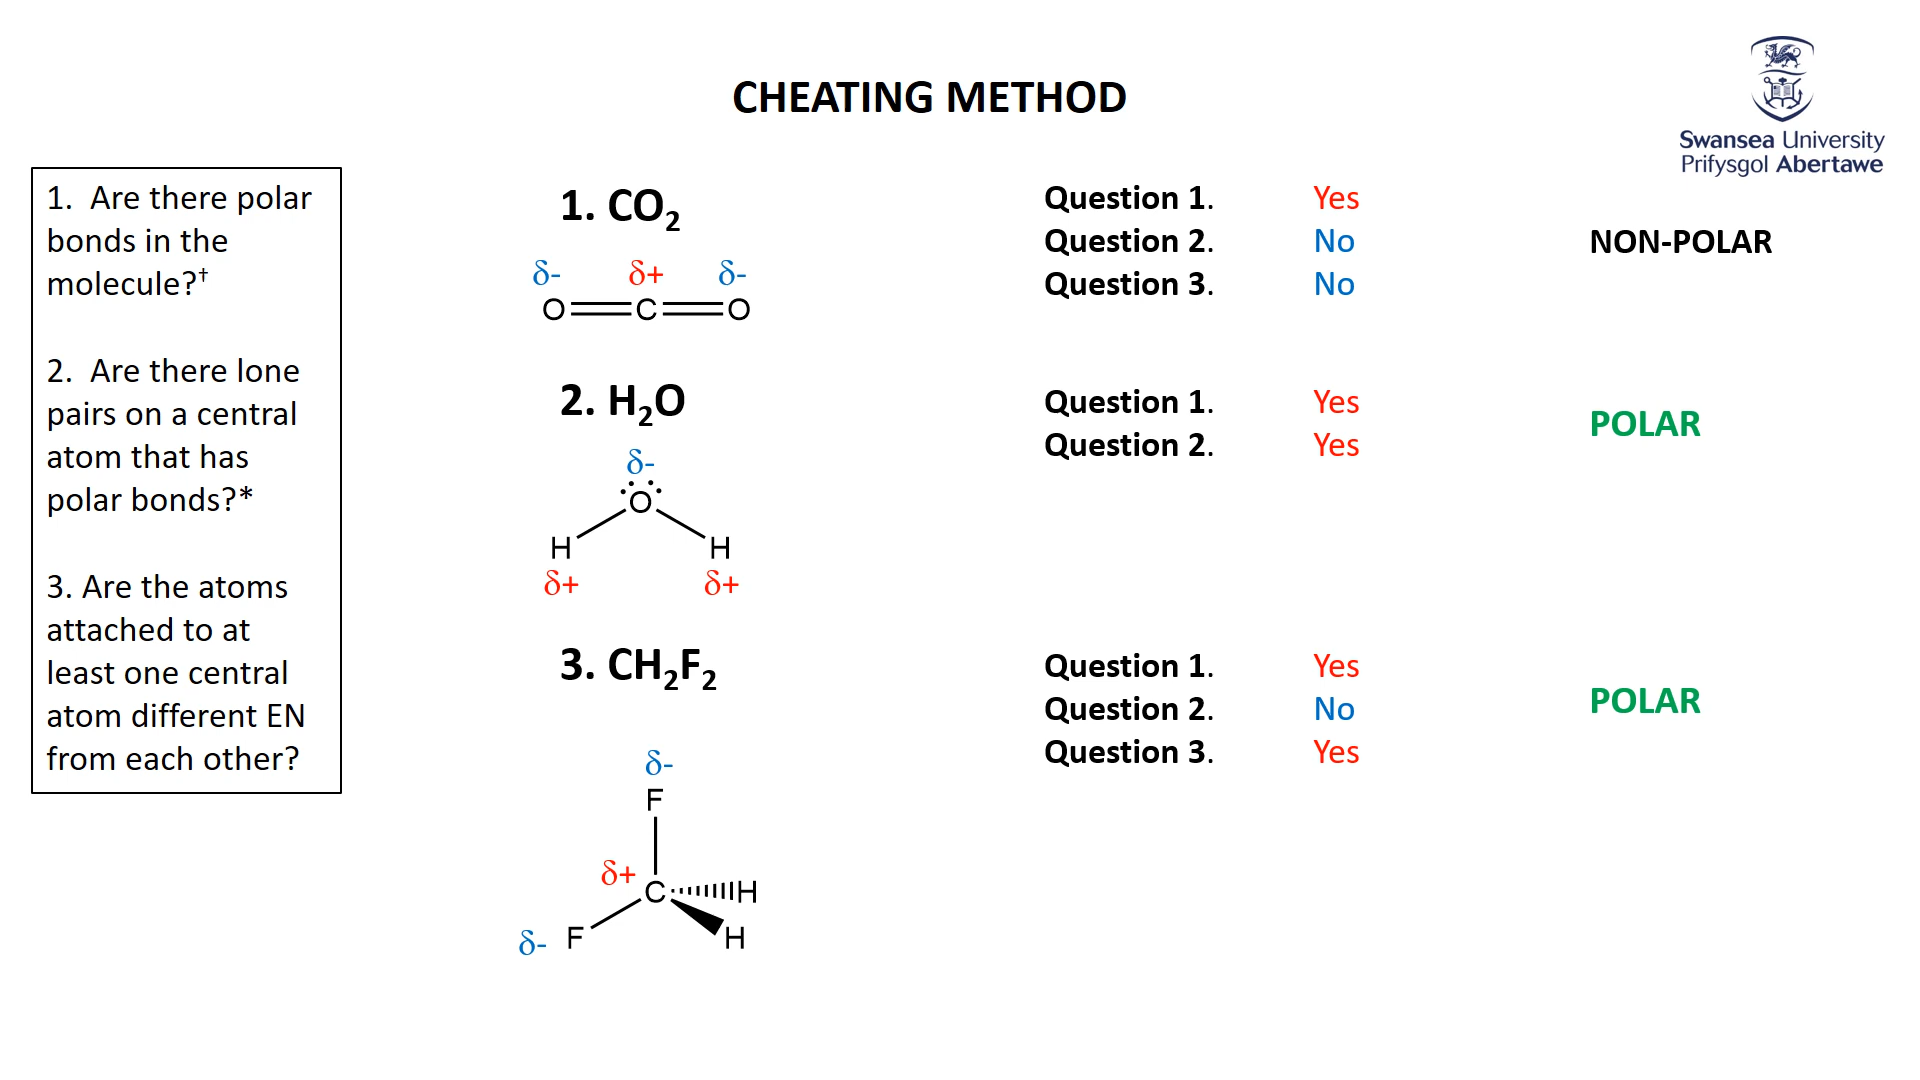 CHEATING METHOD
Swansea University
Prifysgol Abertawe
1. Are there polar
bonds in the
molecule?†
2. Are there lone
pairs on a central
atom that has
polar bonds?*
3. Are the atoms
attached to at
least one central
atom different EN
from each other?
1. CO₂
δ- δ+ δ-
O C O
Question 1. Yes
Question 2. No
Question 3. No
NON-POLAR
2. H₂O
δ-
O
H H
δ+ δ+
Question 1. Yes
Question 2. Yes
POLAR
3. CH₂F₂
δ-
F
δ+
C H
δ- F H
Question 1. Yes
Question 2. No
Question 3. Yes
POLAR